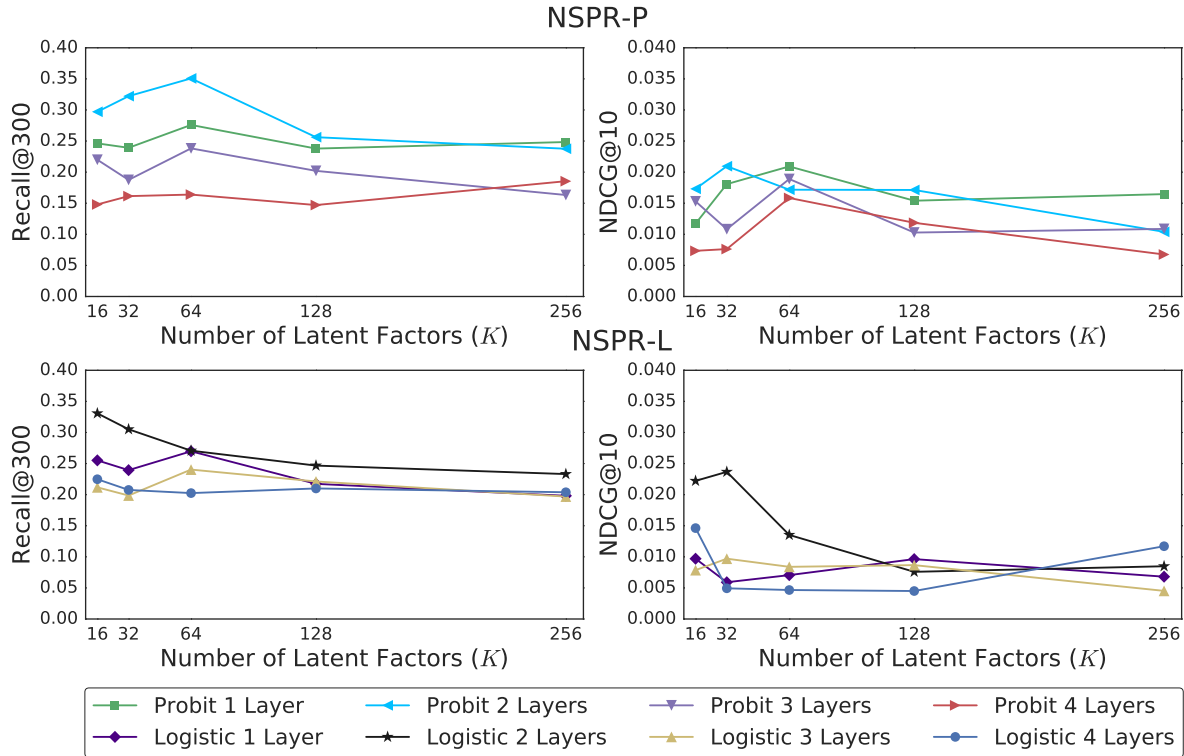 NSPR-P
0.40
0.35
0.30
0.25
0.20
0.15
0.10
0.05
0.00
Recall@300
16 32 64 128 256
Number of Latent Factors (K)
0.040
0.035
0.030
0.025
0.020
0.015
0.010
0.005
0.000
NDCG@10
16 32 64 128 256
Number of Latent Factors (K)
NSPR-L
0.40
0.35
0.30
0.25
0.20
0.15
0.10
0.05
0.00
Recall@300
16 32 64 128 256
Number of Latent Factors (K)
0.040
0.035
0.030
0.025
0.020
0.015
0.010
0.005
0.000
NDCG@10
16 32 64 128 256
Number of Latent Factors (K)
Probit 1 Layer Probit 2 Layers Probit 3 Layers Probit 4 Layers
Logistic 1 Layer Logistic 2 Layers Logistic 3 Layers Logistic 4 Layers